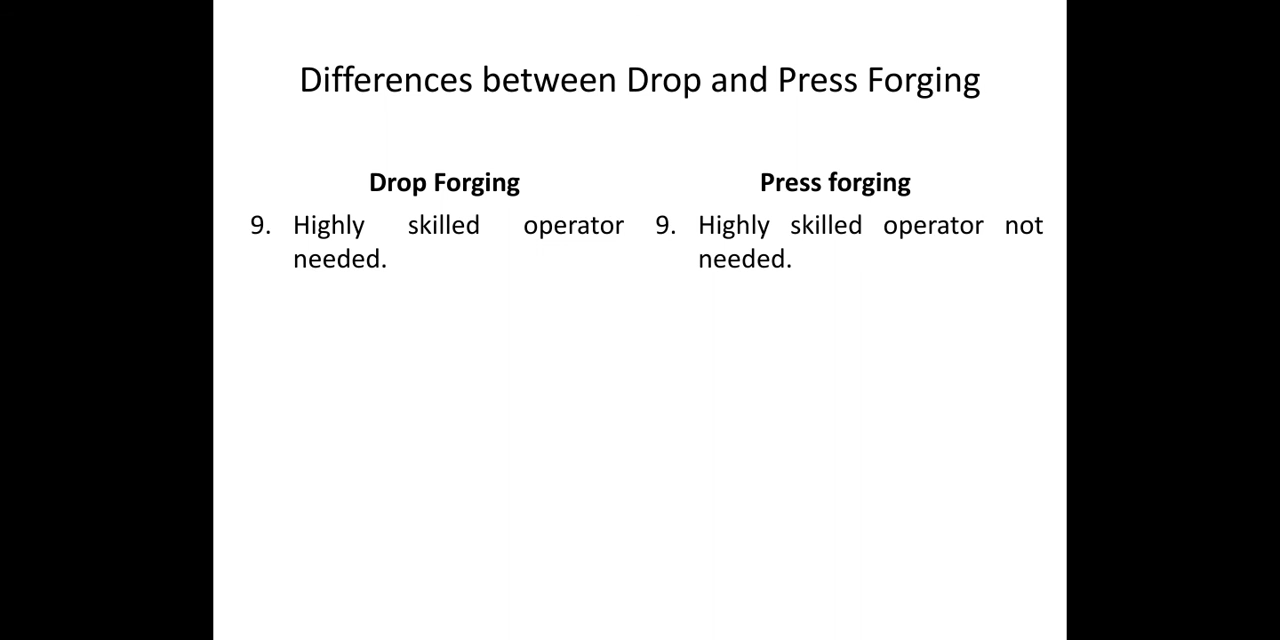 Differences between Drop and Press Forging
Drop Forging
9. Highly skilled operator
needed.
Press forging
9. Highly skilled operator not
needed.